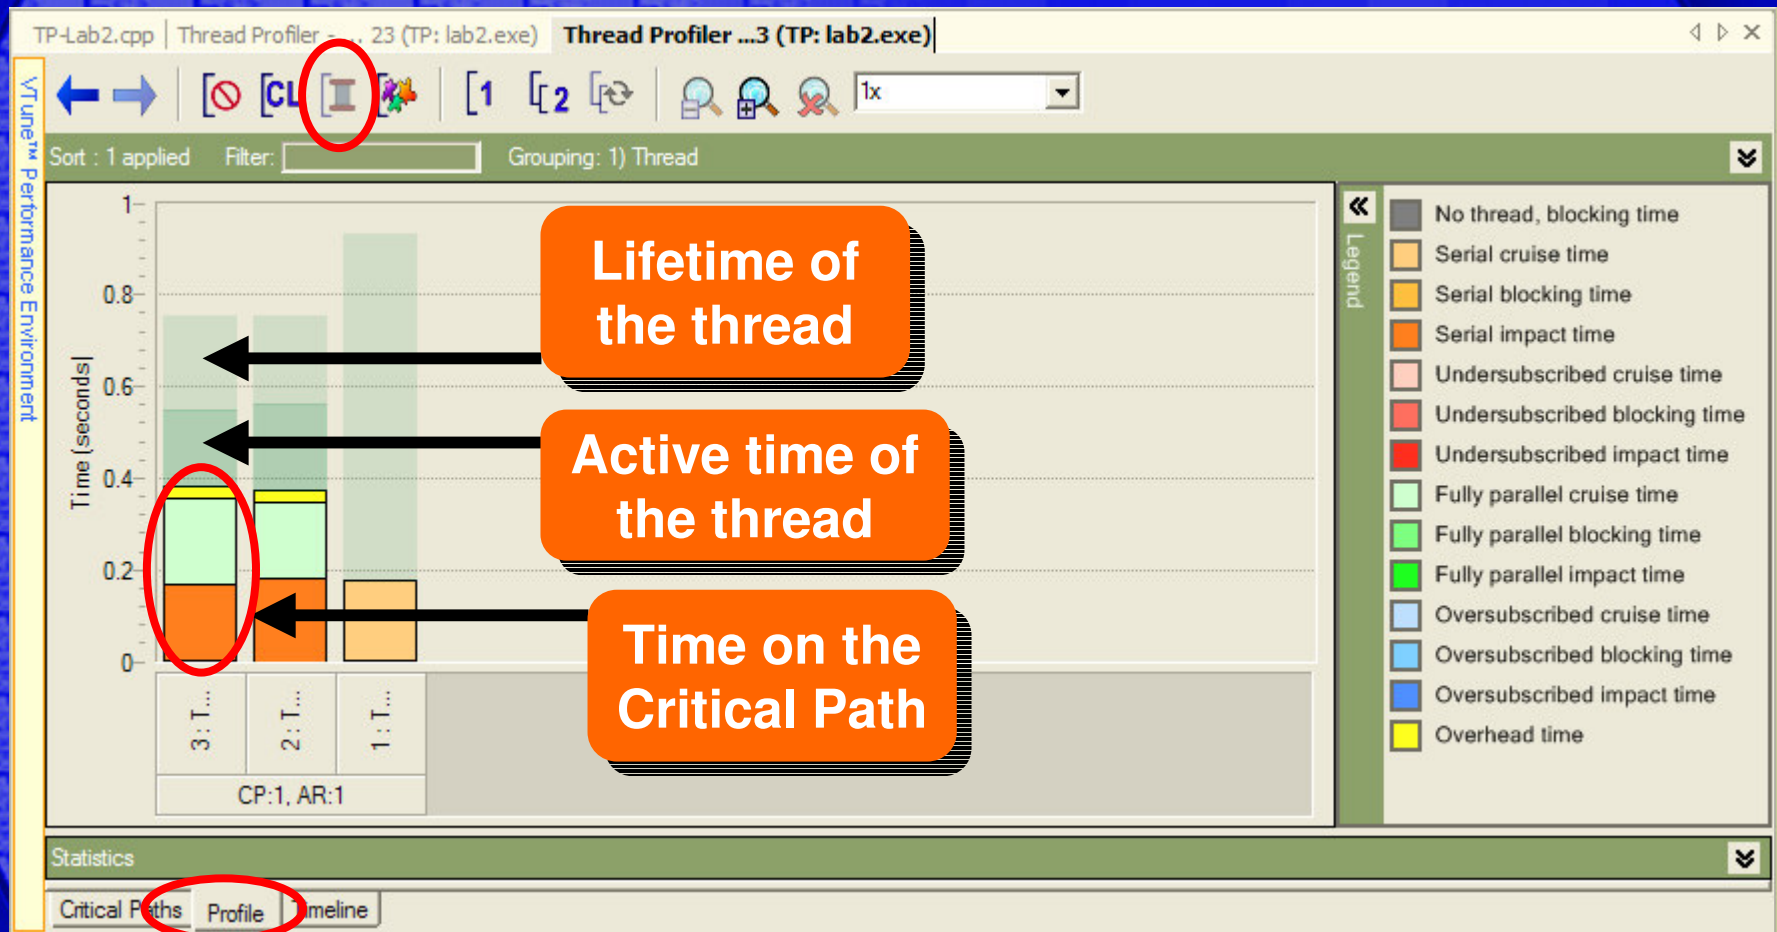 TP-Lab2.cpp
Thread Profiler - ... 23 (TP: lab2.exe)
Thread Profiler ...3 (TP: lab2.exe)
VTune™ Performance Environment
CL
1
2
1x
Sort : 1 applied
Filter:
Grouping: 1) Thread
Time (seconds)
1
0.8
0.6
0.4
0.2
0
Lifetime of
the thread
Active time of
the thread
Time on the
Critical Path
3 : T...
2 : T...
1 : T...
CP:1, AR:1
Legend
No thread, blocking time
Serial cruise time
Serial blocking time
Serial impact time
Undersubscribed cruise time
Undersubscribed blocking time
Undersubscribed impact time
Fully parallel cruise time
Fully parallel blocking time
Fully parallel impact time
Oversubscribed cruise time
Oversubscribed blocking time
Oversubscribed impact time
Overhead time
Statistics
Critical Paths
Profile
Timeline